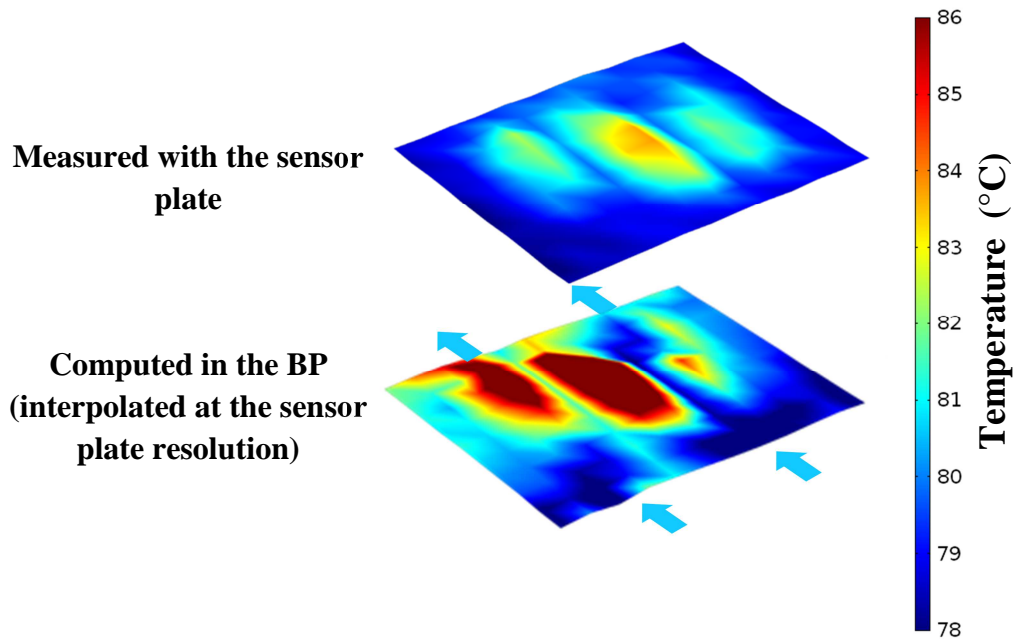 Measured with the sensor
plate
Computed in the BP
(interpolated at the sensor
plate resolution)
86
85
84
83
82
81
80
79
78
Temperature (°C)